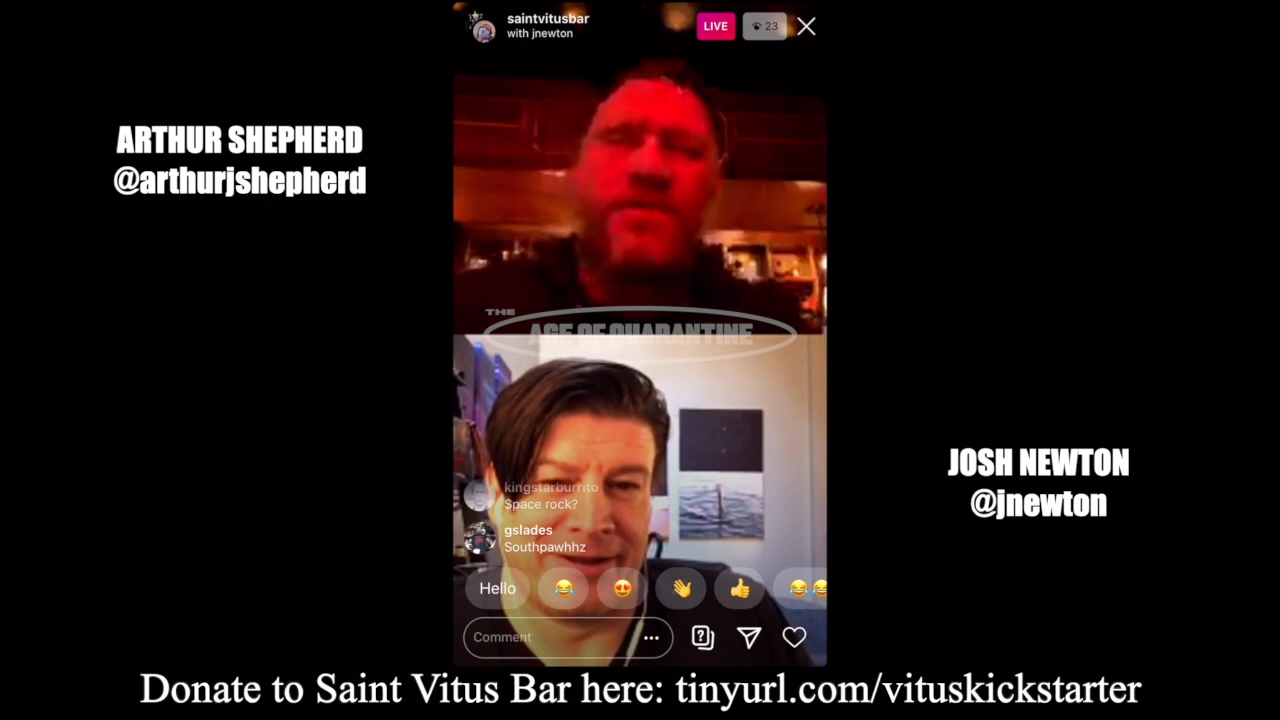 saintvitusbar
with jnewton
LIVE
23
ARTHUR SHEPHERD
@arthurjshepherd
THE
AGE OF QUARANTINE
JOSH NEWTON
@jnewton
kingstarburrito
Space rock?
gslades
Southpawhhz
Hello
Comment
Donate to Saint Vitus Bar here: tinyurl.com/vituskickstarter